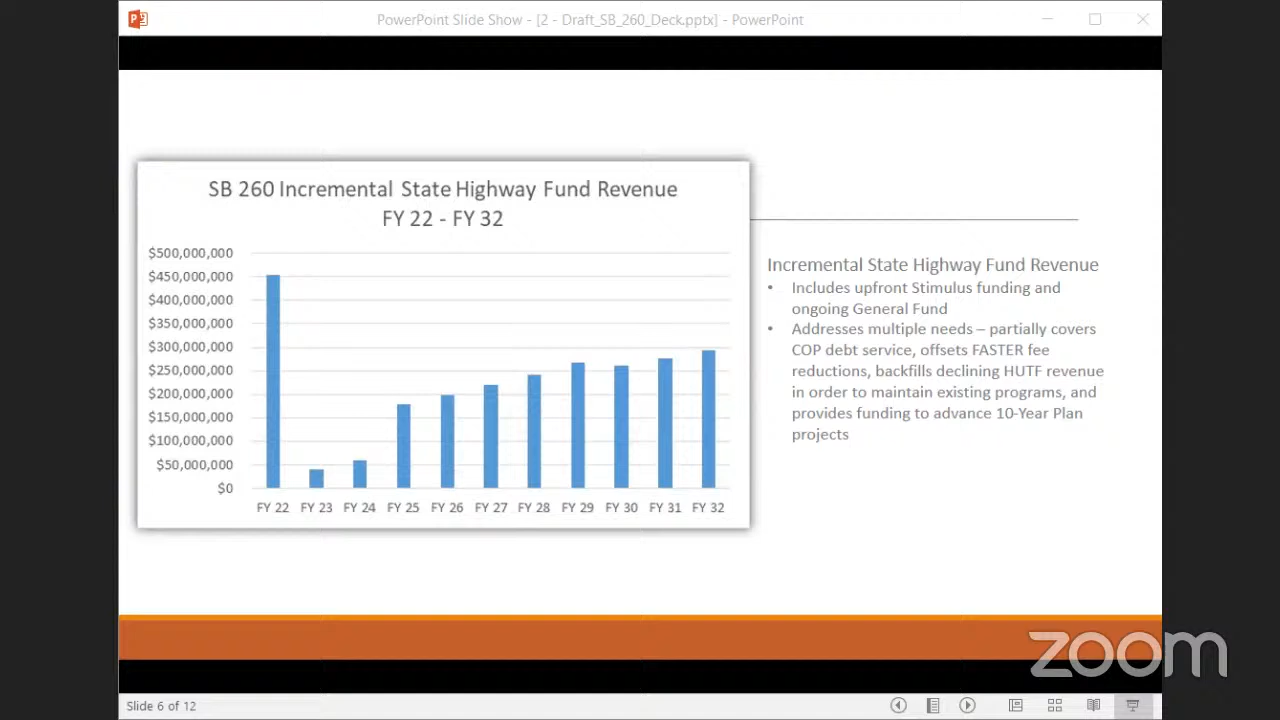 PowerPoint Slide Show - [2 - Draft_SB_260_Deck.pptx] - PowerPoint
SB 260 Incremental State Highway Fund Revenue
FY 22 - FY 32
$500,000,000
$450,000,000
$400,000,000
$350,000,000
$300,000,000
$250,000,000
$200,000,000
$150,000,000
$100,000,000
$50,000,000
$0
FY 22 FY 23 FY 24 FY 25 FY 26 FY 27 FY 28 FY 29 FY 30 FY 31 FY 32
Incremental State Highway Fund Revenue
• Includes upfront Stimulus funding and
ongoing General Fund
• Addresses multiple needs – partially covers
COP debt service, offsets FASTER fee
reductions, backfills declining HUTF revenue
in order to maintain existing programs, and
provides funding to advance 10-Year Plan
projects
zoom
Slide 6 of 12